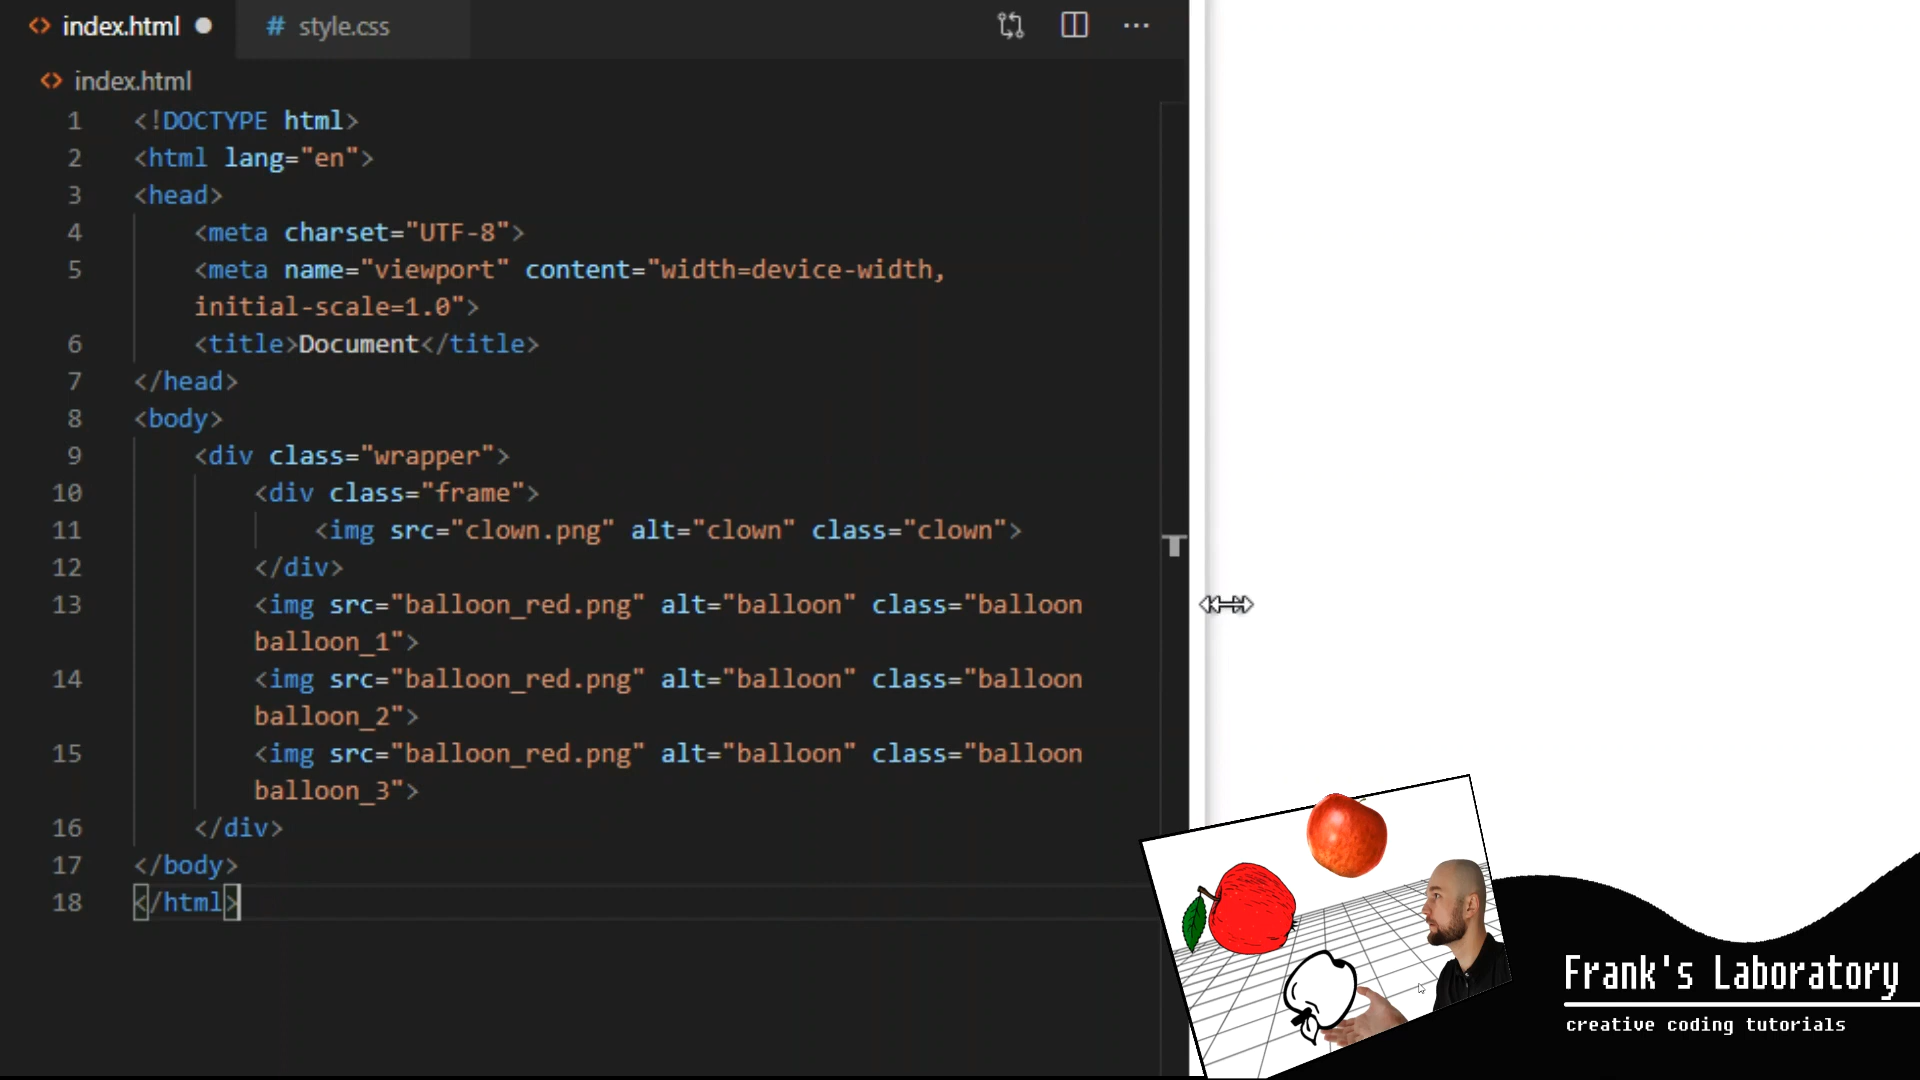 index.html
# style.css
index.html
1 <!DOCTYPE html>
2 <html lang="en">
3 <head>
4 <meta charset="UTF-8">
5 <meta name="viewport" content="width=device-width,
initial-scale=1.0">
6 <title>Document</title>
7 </head>
8 <body>
9 <div class="wrapper">
10 <div class="frame">
11 <img src="clown.png" alt="clown" class="clown">
12 </div>
13 <img src="balloon_red.png" alt="balloon" class="balloon
balloon_1">
14 <img src="balloon_red.png" alt="balloon" class="balloon
balloon_2">
15 <img src="balloon_red.png" alt="balloon" class="balloon
balloon_3">
16 </div>
17 </body>
18 </html>
Frank's Laboratory
creative coding tutorials